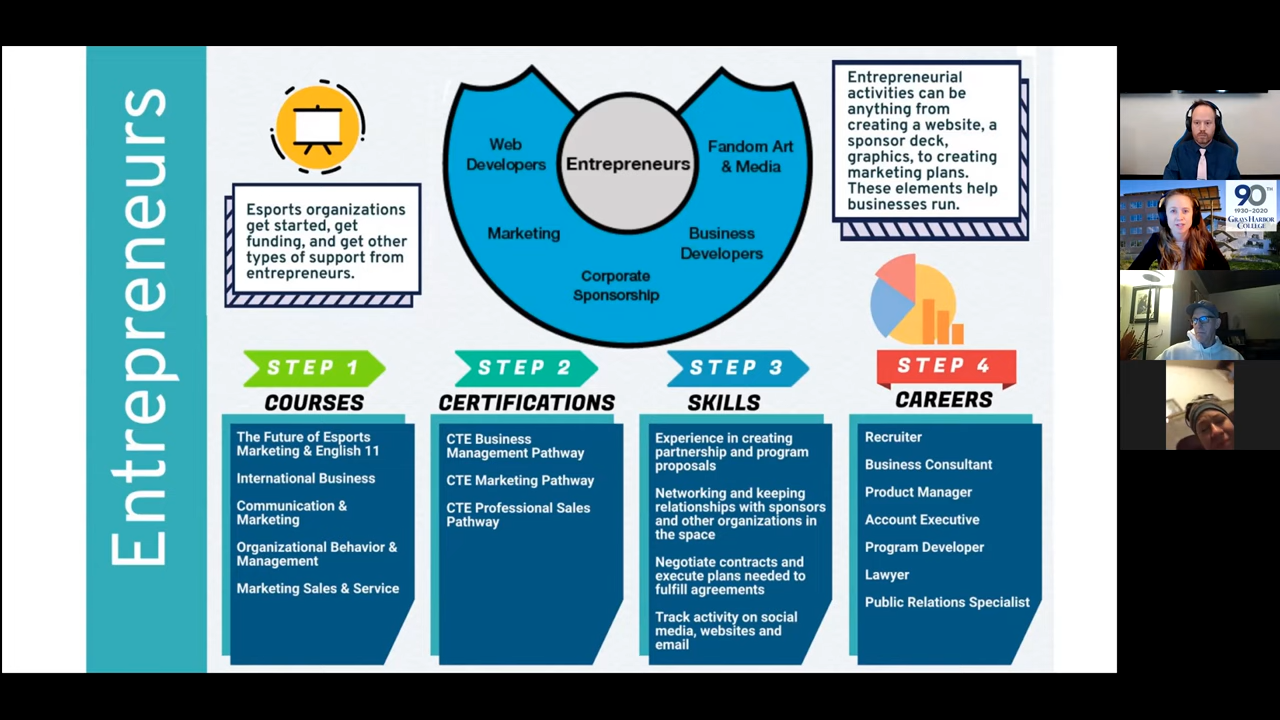 Entrepreneurs
Esports organizations
get started, get
funding, and get other
types of support from
entrepreneurs.
Web
Developers
Entrepreneurs
Fandom Art
& Media
Marketing
Business
Developers
Corporate
Sponsorship
Entrepreneurial
activities can be
anything from
creating a website, a
sponsor deck,
graphics, to creating
marketing plans.
These elements help
businesses run.
STEP 1
COURSES
The Future of Esports
Marketing & English 11
International Business
Communication &
Marketing
Organizational Behavior &
Management
Marketing Sales & Service
STEP 2
CERTIFICATIONS
CTE Business
Management Pathway
CTE Marketing Pathway
CTE Professional Sales
Pathway
STEP 3
SKILLS
Experience in creating
partnership and program
proposals
Networking and keeping
relationships with sponsors
and other organizations in
the space
Negotiate contracts and
execute plans needed to
fulfill agreements
Track activity on social
media, websites and
email
STEP 4
CAREERS
Recruiter
Business Consultant
Product Manager
Account Executive
Program Developer
Lawyer
Public Relations Specialist
90TH
1930-2020
GRAYS HARBOR
COLLEGE